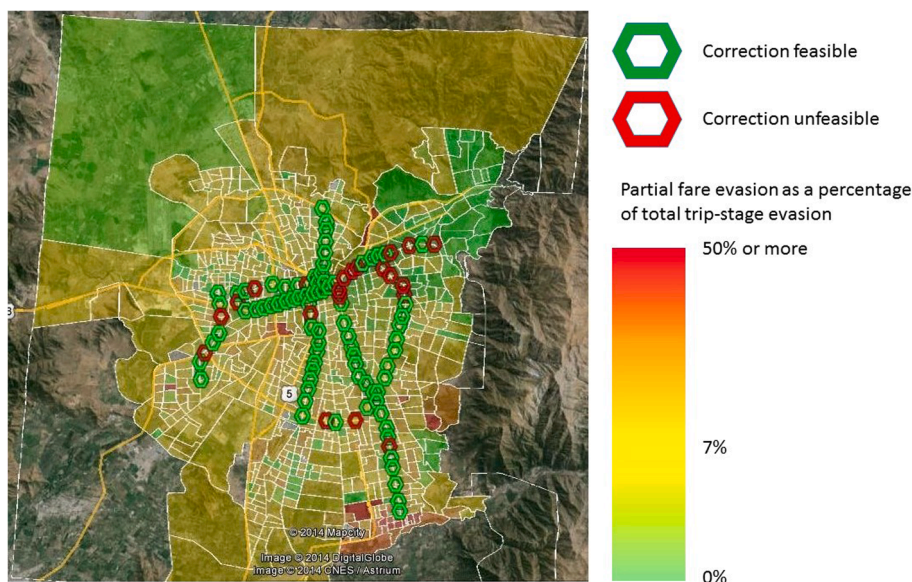 Correction feasible
Correction unfeasible
Partial fare evasion as a percentage
of total trip-stage evasion
50% or more
7%
0%
5
© 2014 Mapcity
Image © 2014 DigitalGlobe
Image © 2014 CNES / Astrium